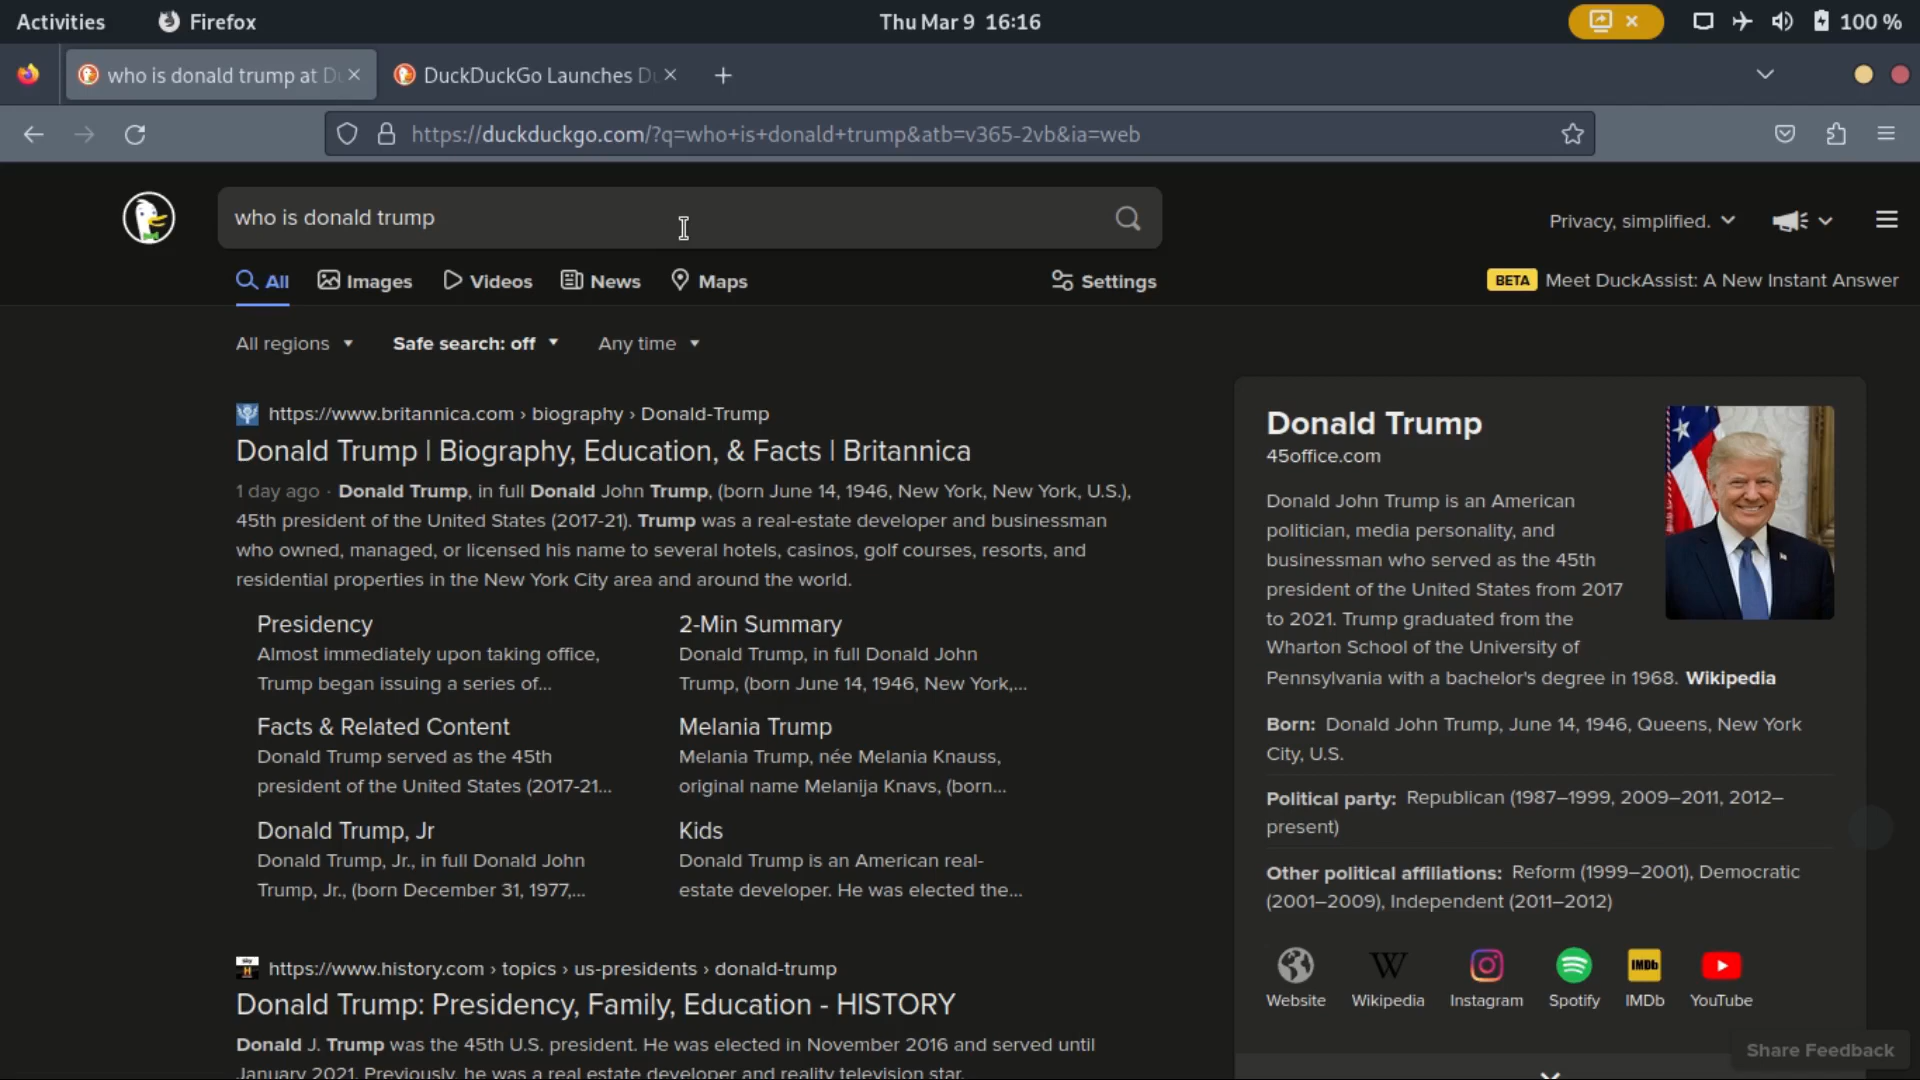 Activities
Firefox
Thu Mar 9 16:16
100 %
who is donald trump at D
DuckDuckGo Launches D
https://duckduckgo.com/?q=who+is+donald+trump&atb=v365-2vb&ia=web
who is donald trump
Privacy, simplified.
All
Images
Videos
News
Maps
Settings
BETA
Meet DuckAssist: A New Instant Answer
All regions
Safe search: off
Any time
https://www.britannica.com › biography › Donald-Trump
Donald Trump | Biography, Education, & Facts | Britannica
1 day ago · Donald Trump, in full Donald John Trump, (born June 14, 1946, New York, New York, U.S.),
45th president of the United States (2017-21). Trump was a real-estate developer and businessman
who owned, managed, or licensed his name to several hotels, casinos, golf courses, resorts, and
residential properties in the New York City area and around the world.
Presidency
Almost immediately upon taking office,
Trump began issuing a series of...
2-Min Summary
Donald Trump, in full Donald John
Trump, (born June 14, 1946, New York,...
Facts & Related Content
Donald Trump served as the 45th
president of the United States (2017-21...
Melania Trump
Melania Trump, née Melania Knauss,
original name Melanija Knavs, (born...
Donald Trump, Jr
Donald Trump, Jr., in full Donald John
Trump, Jr., (born December 31, 1977,...
Kids
Donald Trump is an American real-
estate developer. He was elected the...
sky
H
https://www.history.com › topics › us-presidents › donald-trump
Donald Trump: Presidency, Family, Education - HISTORY
Donald J. Trump was the 45th U.S. president. He was elected in November 2016 and served until
January 2021. Previously, he was a real estate developer and reality television star.
Donald Trump
45office.com
Donald John Trump is an American
politician, media personality, and
businessman who served as the 45th
president of the United States from 2017
to 2021. Trump graduated from the
Wharton School of the University of
Pennsylvania with a bachelor's degree in 1968. Wikipedia
Born: Donald John Trump, June 14, 1946, Queens, New York
City, U.S.
Political party: Republican (1987–1999, 2009–2011, 2012–
present)
Other political affiliations: Reform (1999–2001), Democratic
(2001–2009), Independent (2011–2012)
W
IMDb
Website
Wikipedia
Instagram
Spotify
IMDb
YouTube
Share Feedback